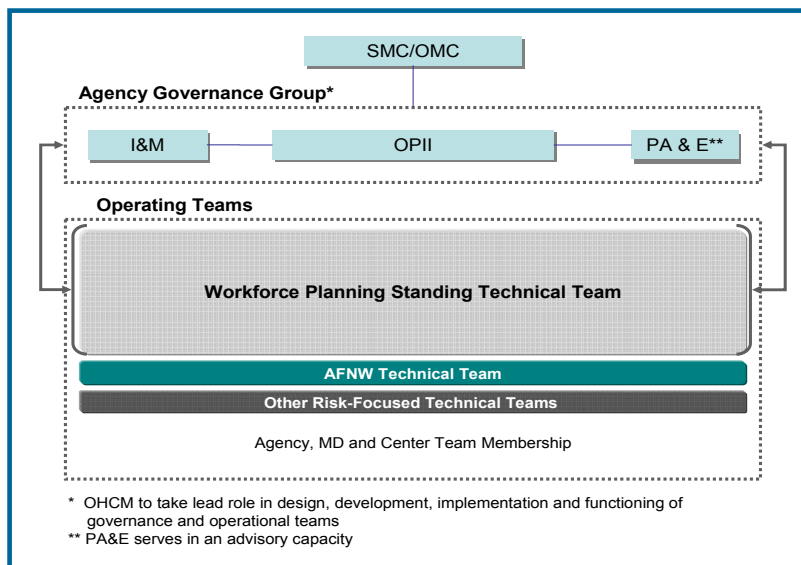 SMC/OMC
Agency Governance Group*
I&M
OPII
PA & E**
Operating Teams
Workforce Planning Standing Technical Team
AFNW Technical Team
Other Risk-Focused Technical Teams
Agency, MD and Center Team Membership
* OHCM to take lead role in design, development, implementation and functioning of
governance and operational teams
** PA&E serves in an advisory capacity